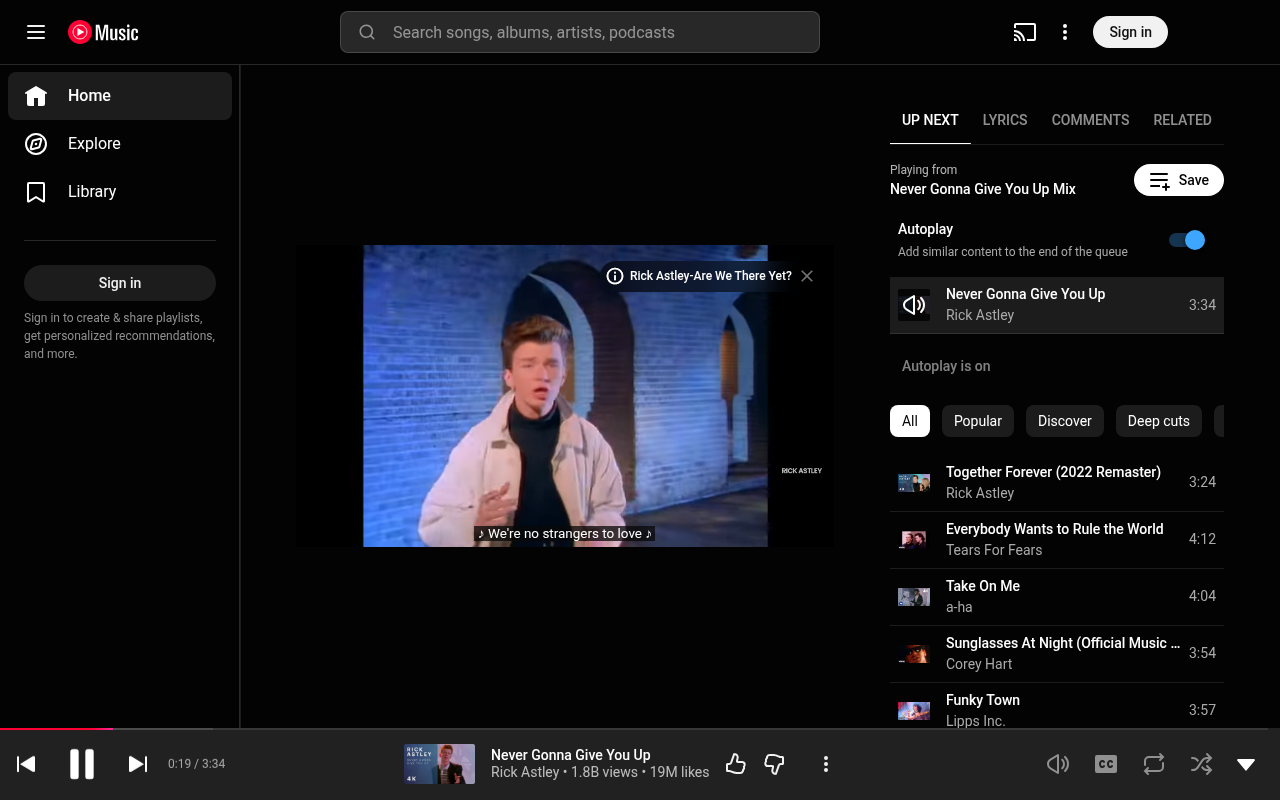 Music
Search songs, albums, artists, podcasts
Sign in
Home
Explore
Library
Sign in
Sign in to create & share playlists,
get personalized recommendations,
and more.
Rick Astley-Are We There Yet?
RICK ASTLEY
♪ We're no strangers to love ♪
UP NEXT
LYRICS
COMMENTS
RELATED
Playing from
Never Gonna Give You Up Mix
Save
Autoplay
Add similar content to the end of the queue
Never Gonna Give You Up
Rick Astley
3:34
Autoplay is on
All
Popular
Discover
Deep cuts
Together Forever (2022 Remaster)
Rick Astley
3:24
Everybody Wants to Rule the World
Tears For Fears
4:12
Take On Me
a-ha
4:04
Sunglasses At Night (Official Music ...
Corey Hart
3:54
Funky Town
Lipps Inc.
3:57
0:19 / 3:34
RICK
ASTLEY
4K
Never Gonna Give You Up
Rick Astley • 1.8B views • 19M likes
CC